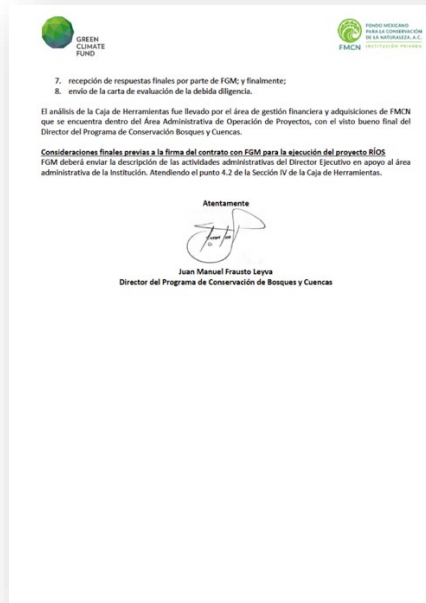 GREEN
CLIMATE
FUND
FONDO MEXICANO
PARA LA CONSERVACIÓN
DE LA NATURALEZA, A.C.
FMCN INSTITUCIÓN PRIVADA
7. recepción de respuestas finales por parte de FGM; y finalmente;
8. envío de la carta de evaluación de la debida diligencia.
El análisis de la Caja de Herramientas fue llevado por el área de gestión financiera y adquisiciones de FMCN
que se encuentra dentro del Área Administrativa de Operación de Proyectos, con el visto bueno final del
Director del Programa de Conservación Bosques y Cuencas.
Consideraciones finales previas a la firma del contrato con FGM para la ejecución del proyecto RÍOS
FGM deberá enviar la descripción de las actividades administrativas del Director Ejecutivo en apoyo al área
administrativa de la Institución. Atendiendo el punto 4.2 de la Sección IV de la Caja de Herramientas.
Atentamente
Juan Manuel Frausto Leyva
Director del Programa de Conservación de Bosques y Cuencas